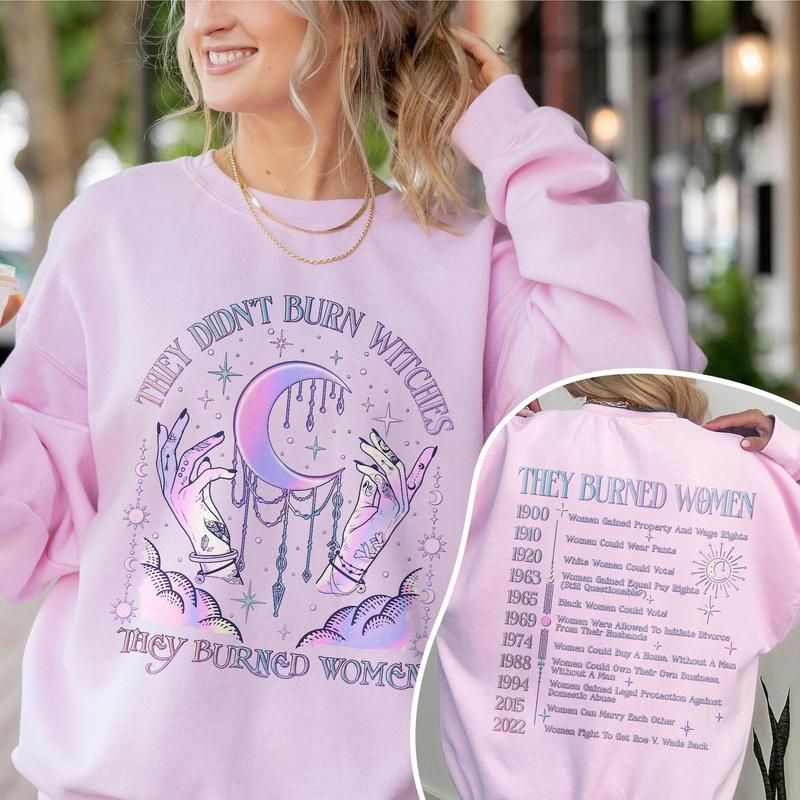 THEY DIDN'T BURN WITCHES
THEY BURNED WOMEN
THEY BURNED WOMEN
1900 Women Gained Property And Wage Rights
1910 Women Could Wear Pants
1920 White Women Could Vote!
1963 Women Gained Equal Pay Rights
(Still Questionable?)
1965 Black Women Could Vote!
1969 Women Were Allowed To Initiate Divorce
From Their Husbands
1974 Women Could Buy A Home, Without A Man
1988 Women Could Own Their Own Business,
Without A Man
1994 Women Gained Legal Protection Against
Domestic Abuse
2015 Women Can Marry Each Other
2022 Women Fight To Get Roe V. Wade Back